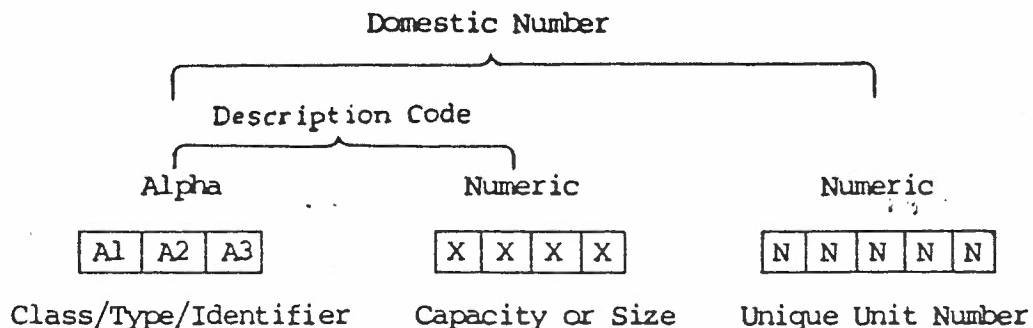 Domestic Number
Description Code
Alpha Numeric Numeric
A1 A2 A3 X X X X N N N N N
Class/Type/Identifier Capacity or Size Unique Unit Number